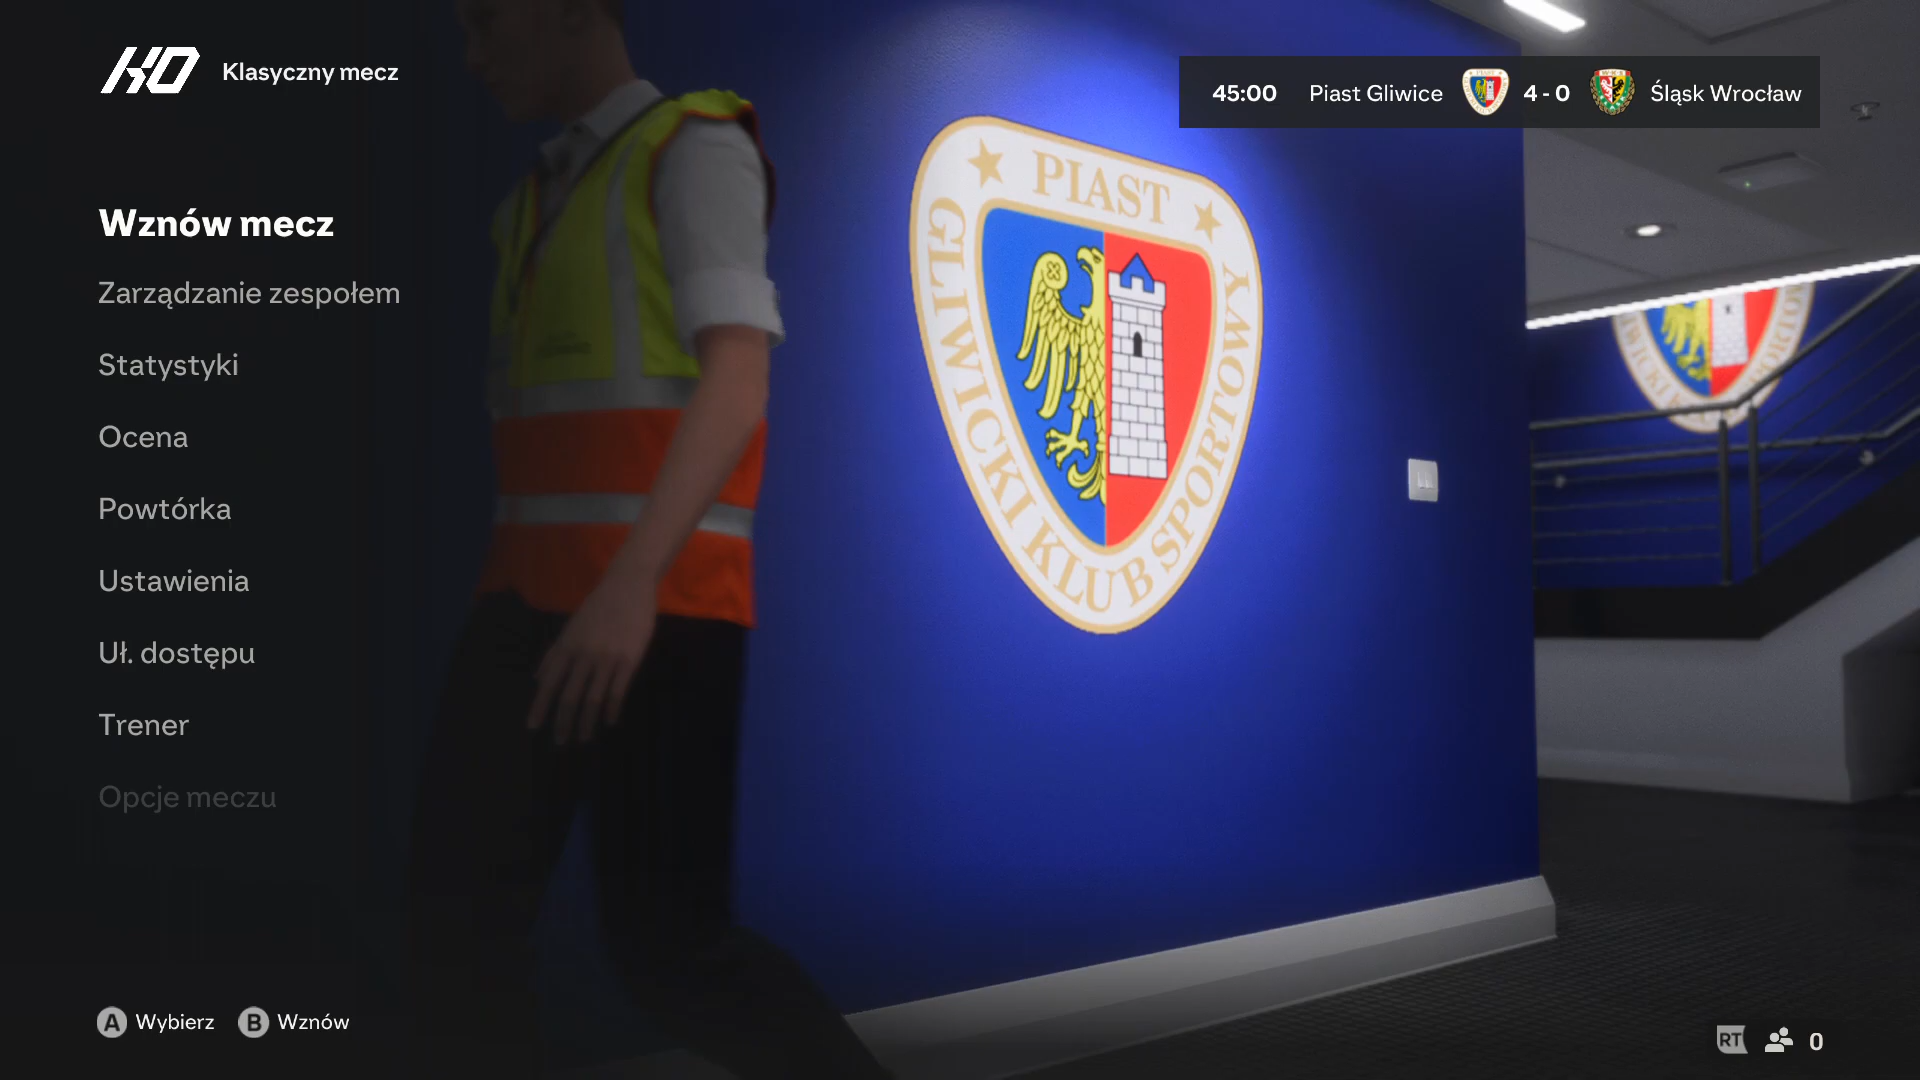 KO Klasyczny mecz
45:00 Piast Gliwice 4 - 0 Śląsk Wrocław
Wznów mecz
Zarządzanie zespołem
Statystyki
Ocena
Powtórka
Ustawienia
Uł. dostępu
Trener
Opcje meczu
PIAST
GLIWICKI KLUB SPORTOWY
A Wybierz B Wznów
RT 0